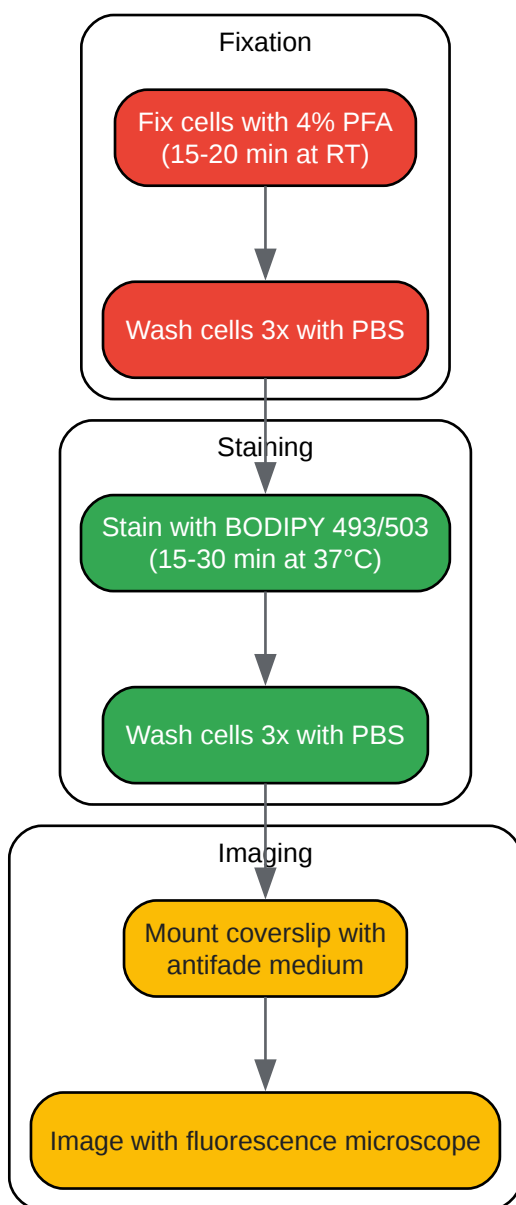 Fixation
Fix cells with 4% PFA
(15-20 min at RT)
Wash cells 3x with PBS
Staining
Stain with BODIPY 493/503
(15-30 min at 37°C)
Wash cells 3x with PBS
Imaging
Mount coverslip with
antifade medium
Image with fluorescence microscope